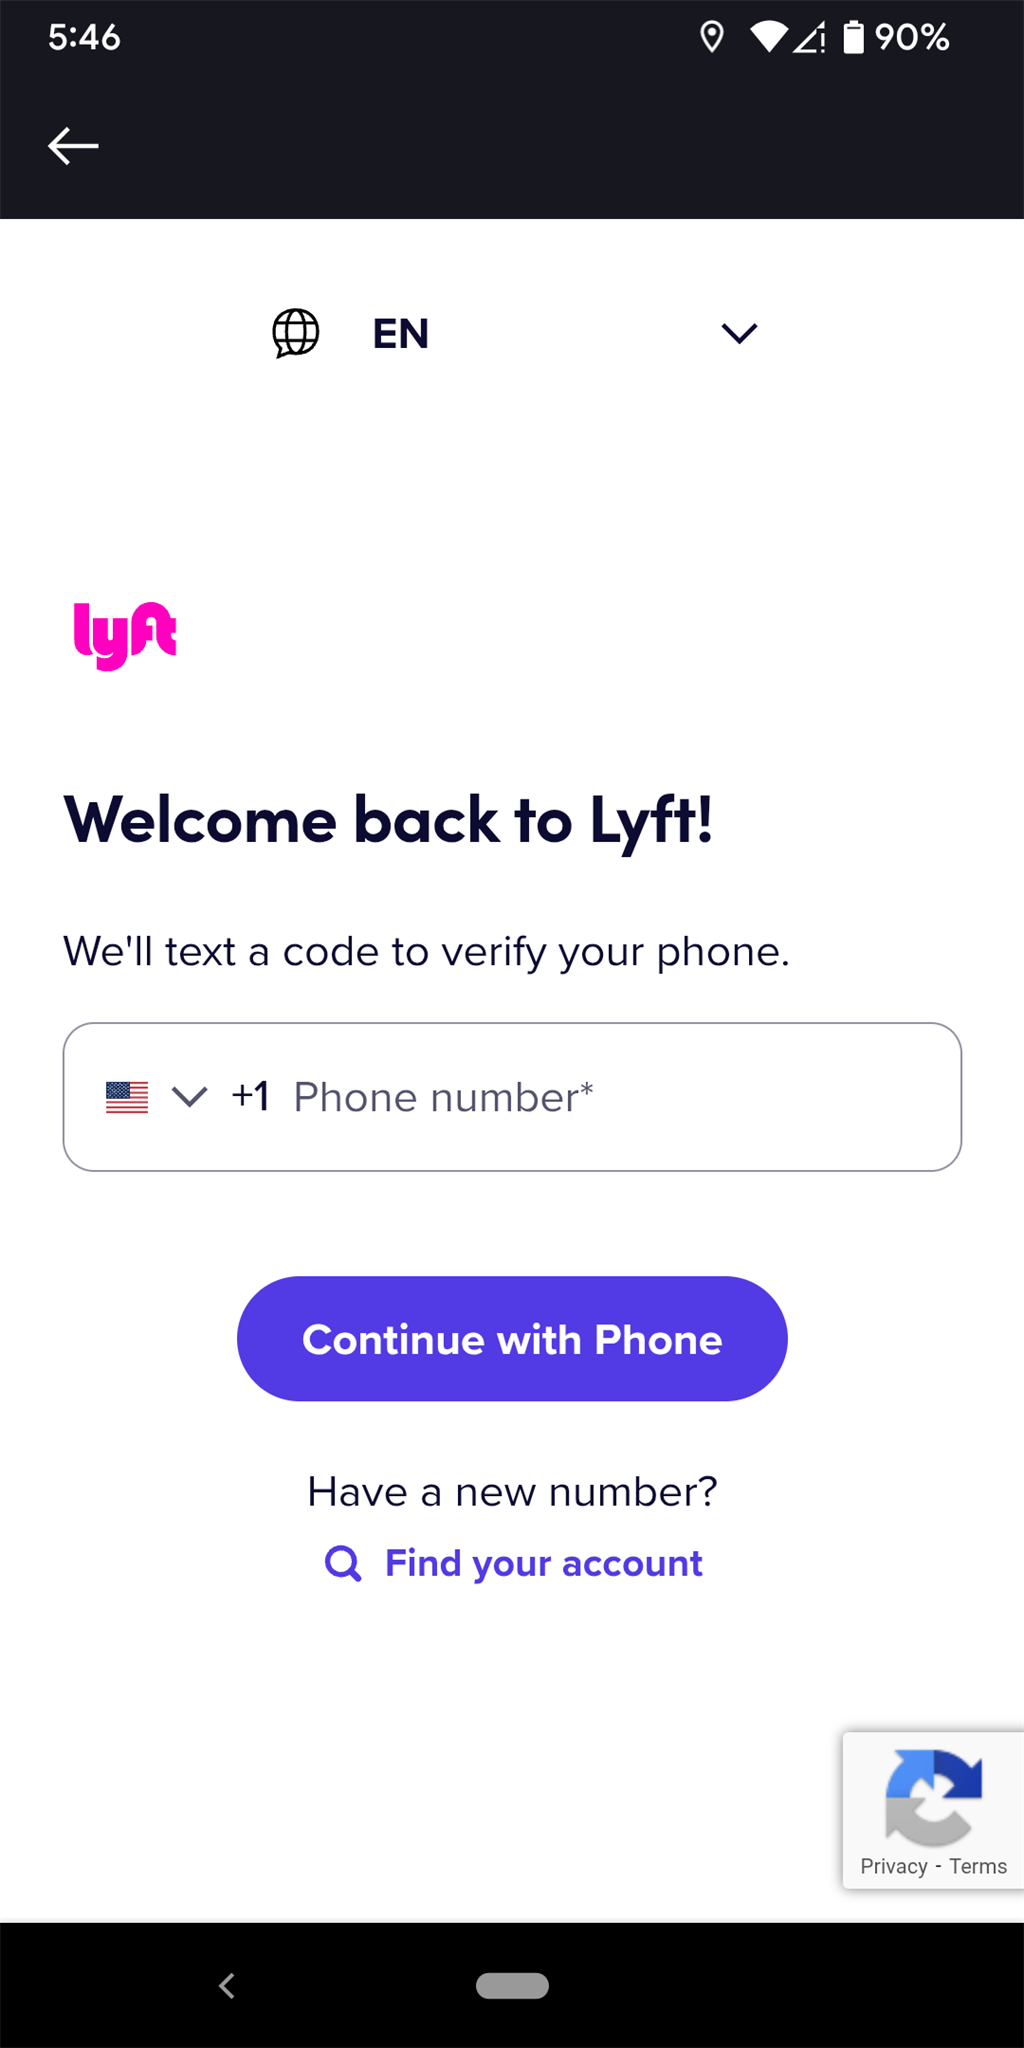 5:46
90%
EN
lyft
Welcome back to Lyft!
We'll text a code to verify your phone.
+1 Phone number*
Continue with Phone
Have a new number?
Find your account
Privacy - Terms